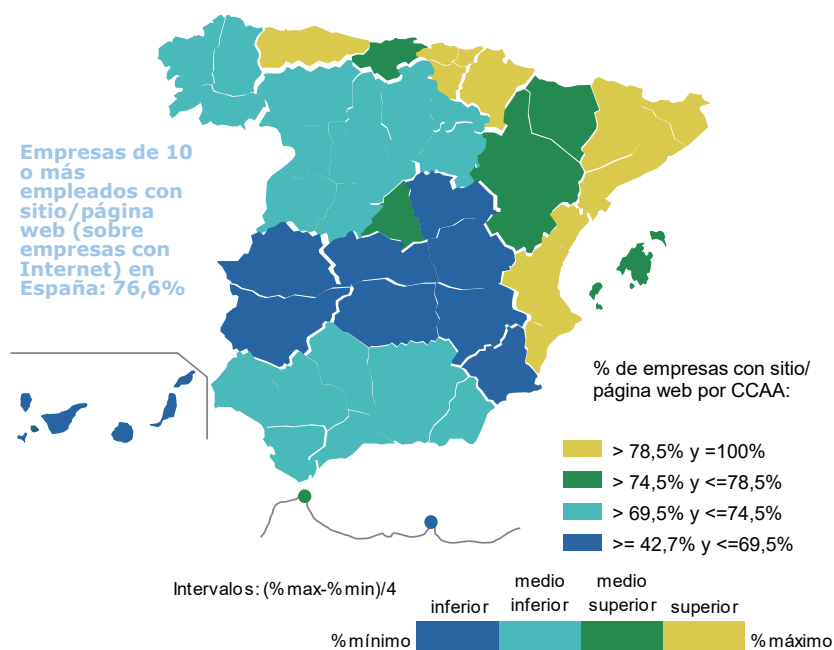 Empresas de 10
o más
empleados con
sitio/página
web (sobre
empresas con
Internet) en
España: 76,6%
% de empresas con sitio/
página web por CCAA:
> 78,5% y =100%
> 74,5% y <=78,5%
> 69,5% y <=74,5%
>= 42,7% y <=69,5%
Intervalos: (%max-%min)/4
inferior
medio
inferior
medio
superior
superior
%mínimo
%máximo